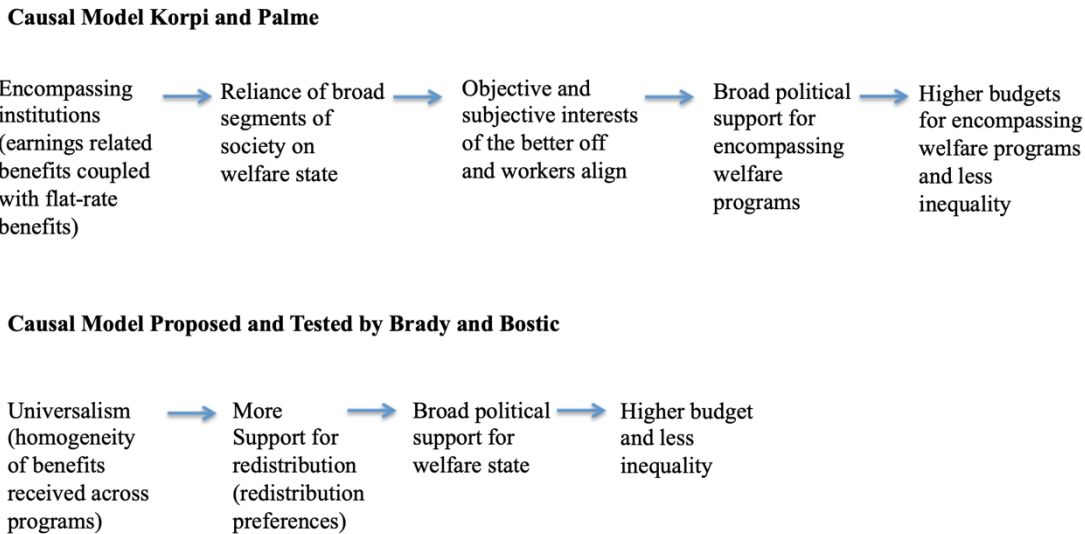 Causal Model Korpi and Palme
Encompassing
institutions
(earnings related
benefits coupled
with flat-rate
benefits)
Reliance of broad
segments of
society on
welfare state
Objective and
subjective interests
of the better off
and workers align
Broad political
support for
encompassing
welfare
programs
Higher budgets
for encompassing
welfare programs
and less
inequality
Causal Model Proposed and Tested by Brady and Bostic
Universalism
(homogeneity
of benefits
received across
programs)
More
Support for
redistribution
(redistribution
preferences)
Broad political
support for
welfare state
Higher budget
and less
inequality